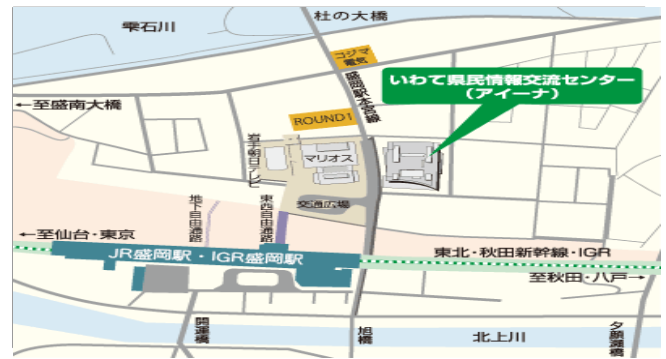 杜の大橋
雫石川
コジマ
電気
盛岡駅本宮線
いわて県民情報交流センター
(アイーナ)
←至盛南大橋
ROUND1
岩手朝日テレビ
マリオス
地下自由通路
東西自由通路
交通広場
←至仙台・東京
JR盛岡駅・IGR盛岡駅
東北・秋田新幹線・IGR
至秋田・八戸→
開運橋
旭橋
北上川
夕顔瀬橋